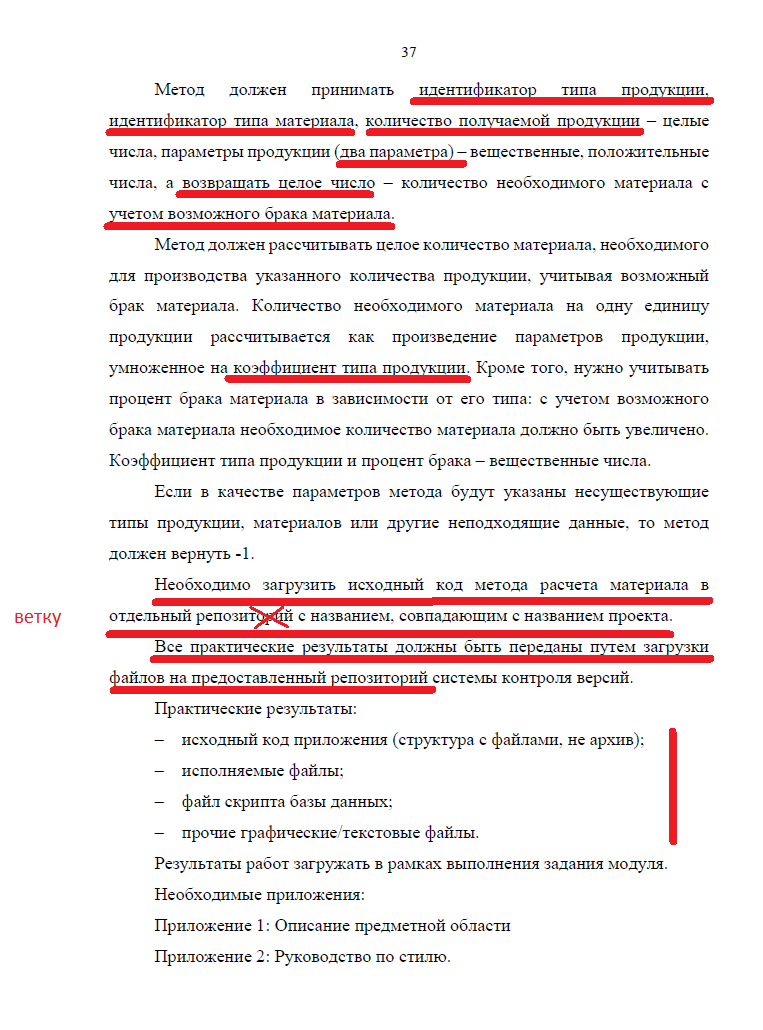 37
Метод должен принимать идентификатор типа продукции,
идентификатор типа материала, количество получаемой продукции – целые
числа, параметры продукции (два параметра) – вещественные, положительные
числа, а возвращать целое число – количество необходимого материала с
учетом возможного брака материала.
Метод должен рассчитывать целое количество материала, необходимого
для производства указанного количества продукции, учитывая возможный
брак материала. Количество необходимого материала на одну единицу
продукции рассчитывается как произведение параметров продукции,
умноженное на коэффициент типа продукции. Кроме того, нужно учитывать
процент брака материала в зависимости от его типа: с учетом возможного
брака материала необходимое количество материала должно быть увеличено.
Коэффициент типа продукции и процент брака – вещественные числа.
Если в качестве параметров метода будут указаны несуществующие
типы продукции, материалов или другие неподходящие данные, то метод
должен вернуть -1.
Необходимо загрузить исходный код метода расчета материала в
ветку
отдельный репозиторий с названием, совпадающим с названием проекта.
Все практические результаты должны быть переданы путем загрузки
файлов на предоставленный репозиторий системы контроля версий.
Практические результаты:
– исходный код приложения (структура с файлами, не архив);
– исполняемые файлы;
– файл скрипта базы данных;
– прочие графические/текстовые файлы.
Результаты работ загружать в рамках выполнения задания модуля.
Необходимые приложения:
Приложение 1: Описание предметной области
Приложение 2: Руководство по стилю.